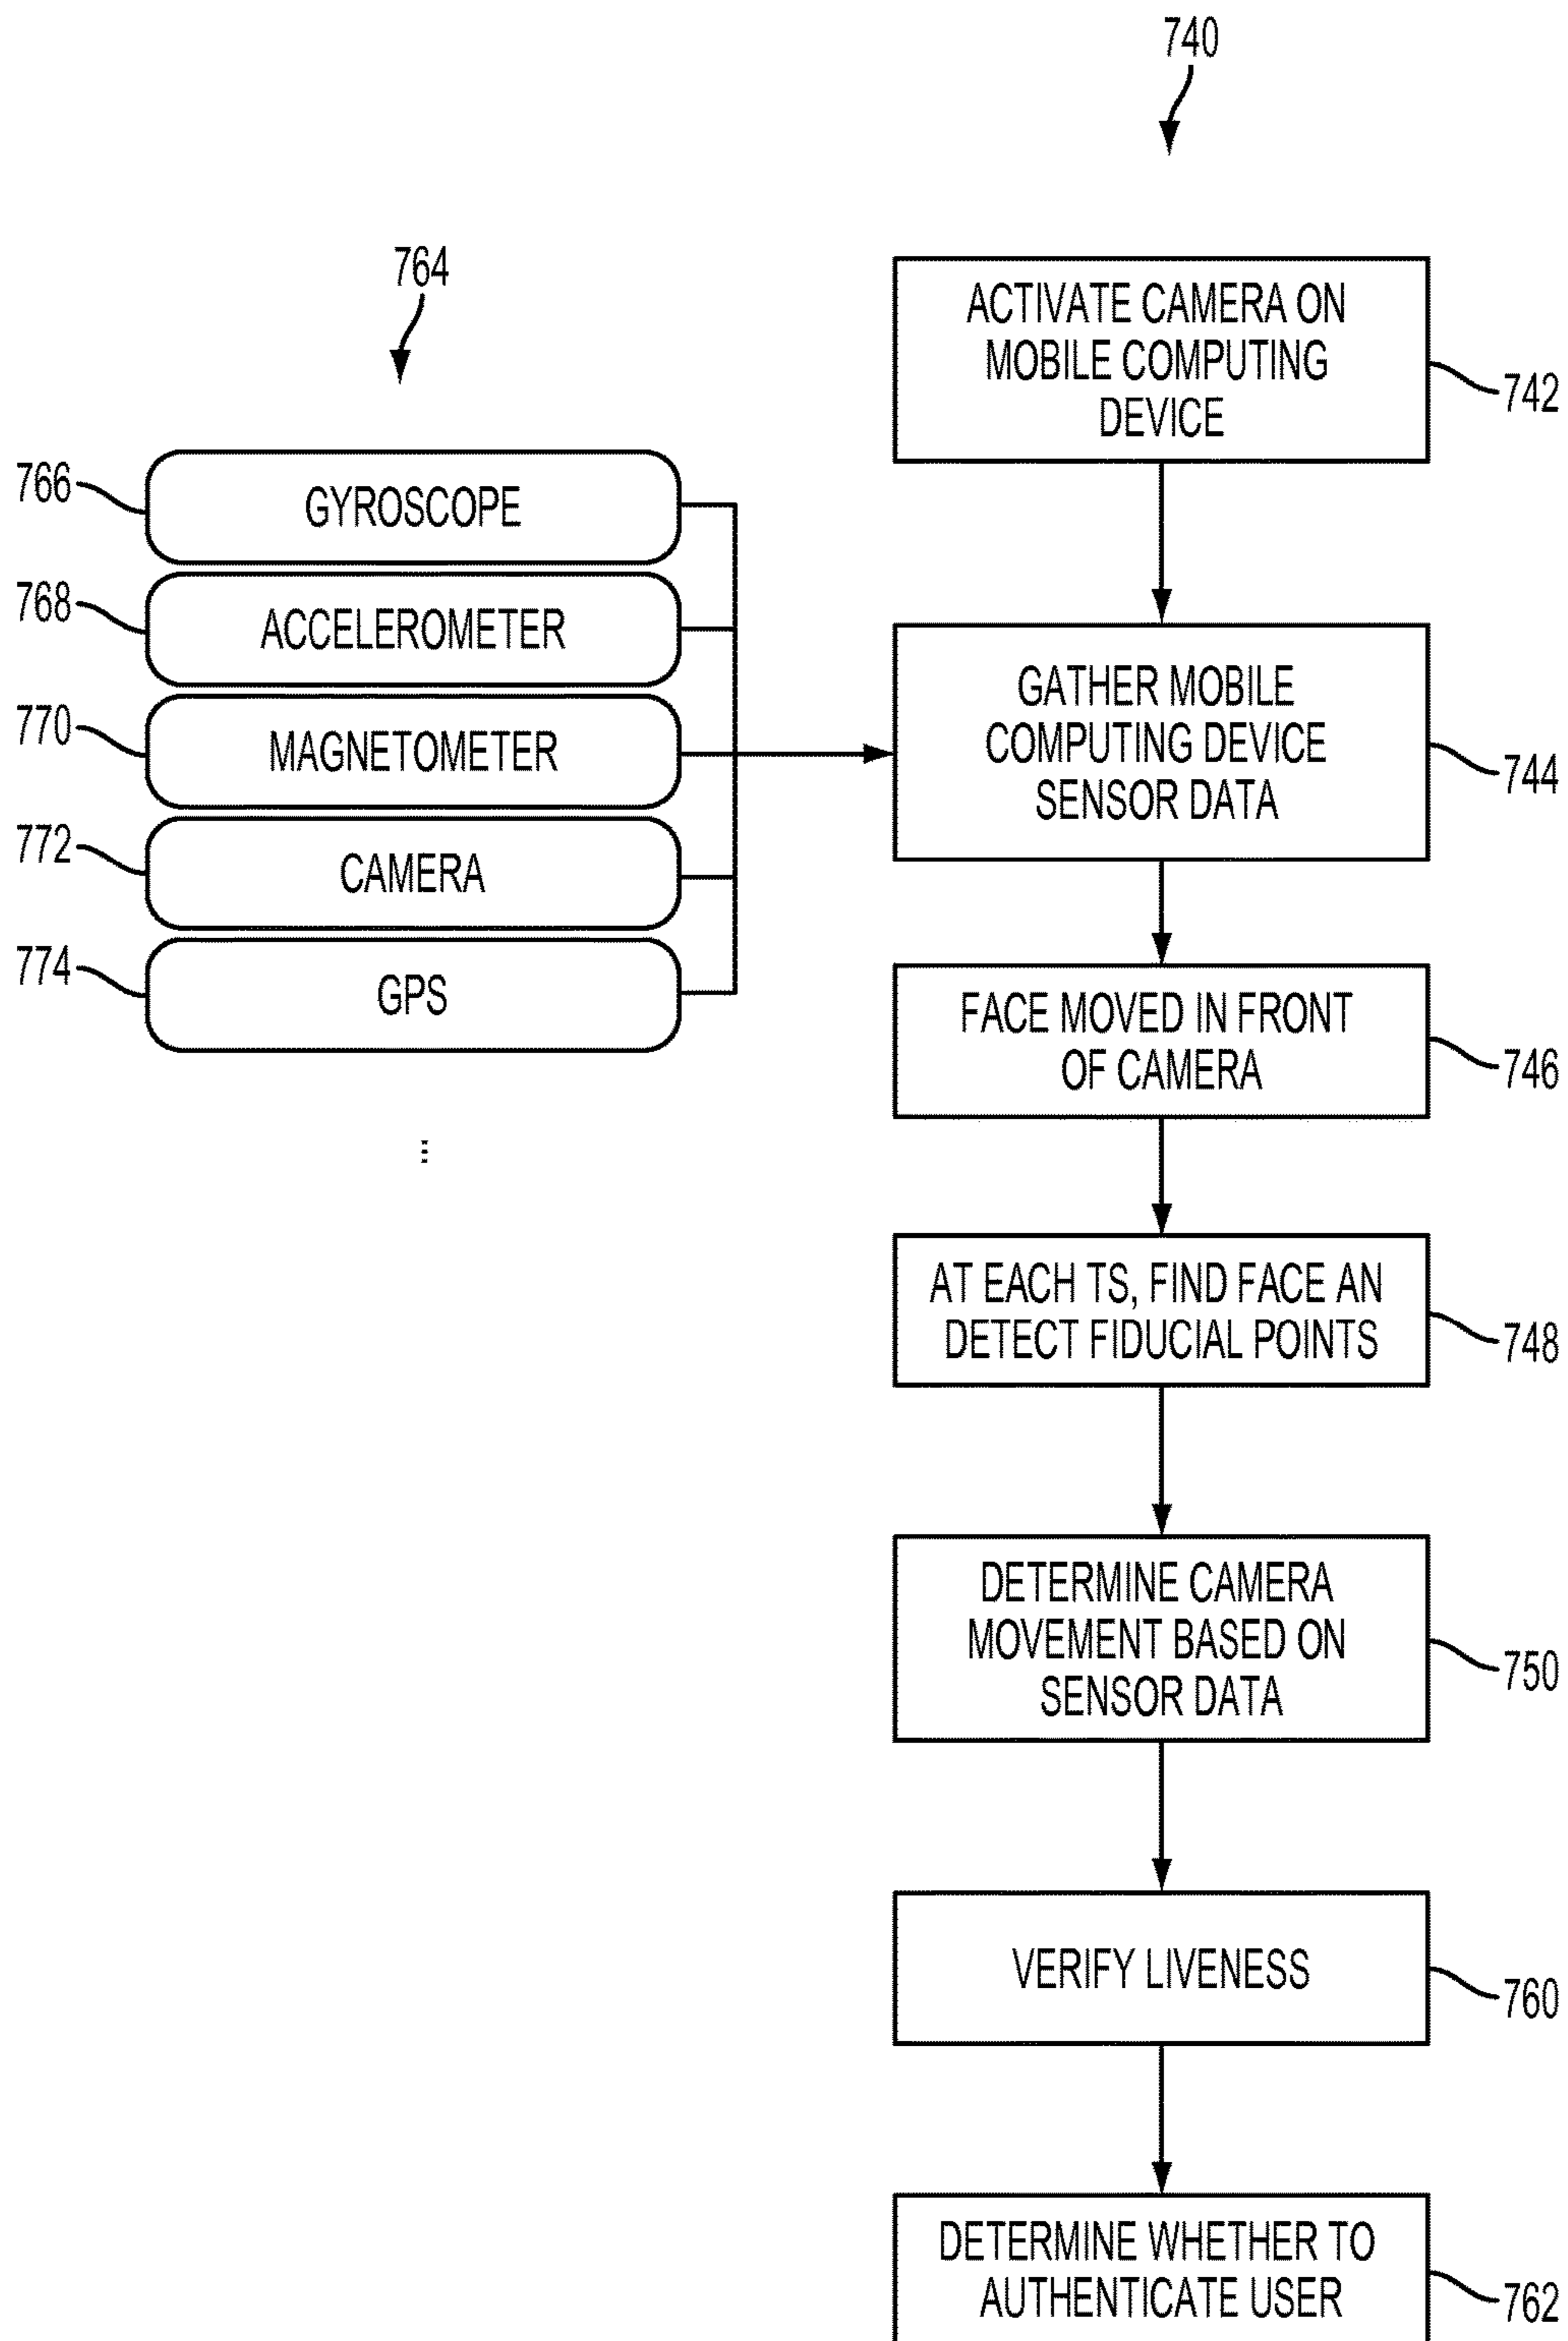 740
764
ACTIVATE CAMERA ON
MOBILE COMPUTING
DEVICE
742
766
GYROSCOPE
768
ACCELEROMETER
770
MAGNETOMETER
772
CAMERA
774
GPS
...
GATHER MOBILE
COMPUTING DEVICE
SENSOR DATA
744
FACE MOVED IN FRONT
OF CAMERA
746
AT EACH TS, FIND FACE AN
DETECT FIDUCIAL POINTS
748
DETERMINE CAMERA
MOVEMENT BASED ON
SENSOR DATA
750
VERIFY LIVENESS
760
DETERMINE WHETHER TO
AUTHENTICATE USER
762